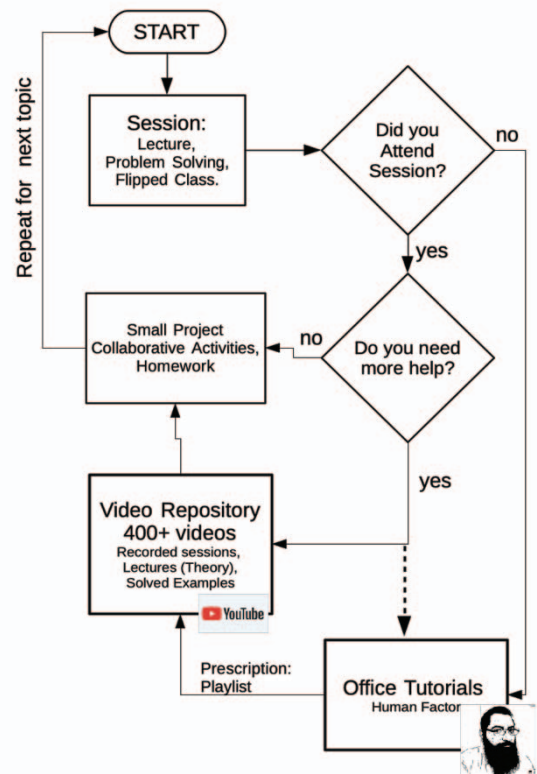 START
Session:
Lecture,
Problem Solving,
Flipped Class.
Did you
Attend
Session?
no
yes
Repeat for next topic
Small Project
Collaborative Activities,
Homework
no
Do you need
more help?
yes
Video Repository
400+ videos
Recorded sessions,
Lectures (Theory),
Solved Examples
YouTube
Prescription:
Playlist
Office Tutorials
Human Factor